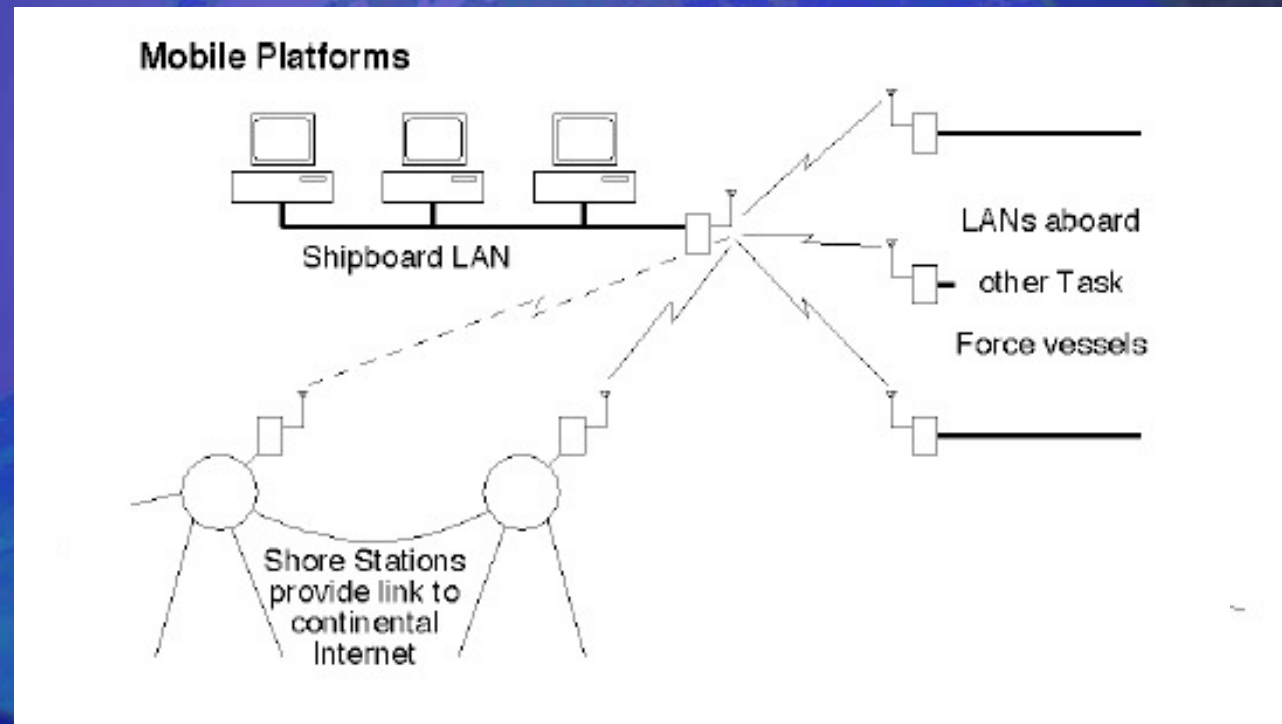 Mobile Platforms
Shipboard LAN
LANs aboard
other Task
Force vessels
Shore Stations
provide link to
continental
Internet